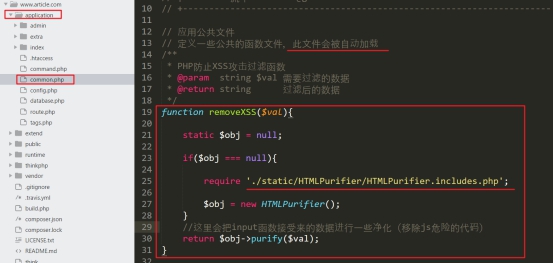 www.article.com
application
admin
extra
index
.htaccess
command.php
common.php
config.php
database.php
route.php
tags.php
extend
public
runtime
thinkphp
vendor
.gitignore
.travis.yml
build.php
composer.json
composer.lock
LICENSE.txt
README.md
think
10 // +
11
12 // 应用公共文件
13 // 定义一些公共的函数文件, 此文件会被自动加载
14 /**
15 * PHP防止XSS攻击过滤函数
16 * @param string $val 需要过滤的数据
17 * @return string 过滤后的数据
18 */
19 function removeXSS($val){
20
21 static $obj = null;
22
23 if($obj === null){
24
25 require './static/HTMLPurifier/HTMLPurifier.includes.php';
26
27 $obj = new HTMLPurifier();
28 }
29 //这里会把input函数接受来的数据进行一些净化 (移除js危险的代码)
30 return $obj->purify($val);
31 }